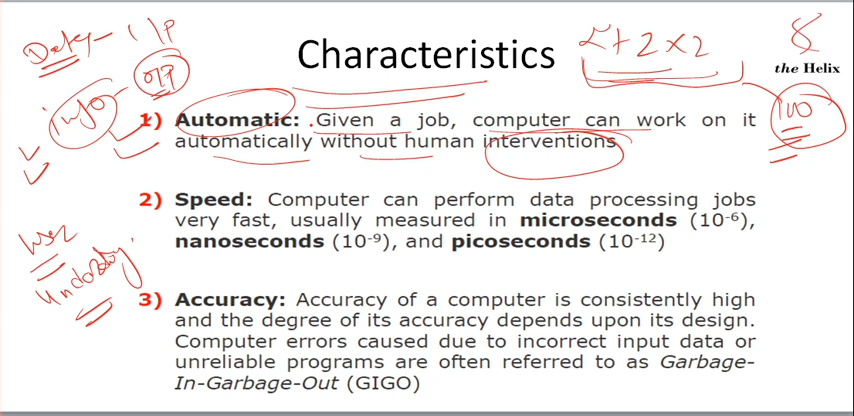 Data - I/P
Characteristics
2+2×2
the Helix
O/P
info
100
1) Automatic: Given a job, computer can work on it
automatically without human interventions
2) Speed: Computer can perform data processing jobs
very fast, usually measured in microseconds (10⁻⁶),
nanoseconds (10⁻⁹), and picoseconds (10⁻¹²)
user
3) Accuracy: Accuracy of a computer is consistently high
and the degree of its accuracy depends upon its design.
Computer errors caused due to incorrect input data or
unreliable programs are often referred to as Garbage-
In-Garbage-Out (GIGO)